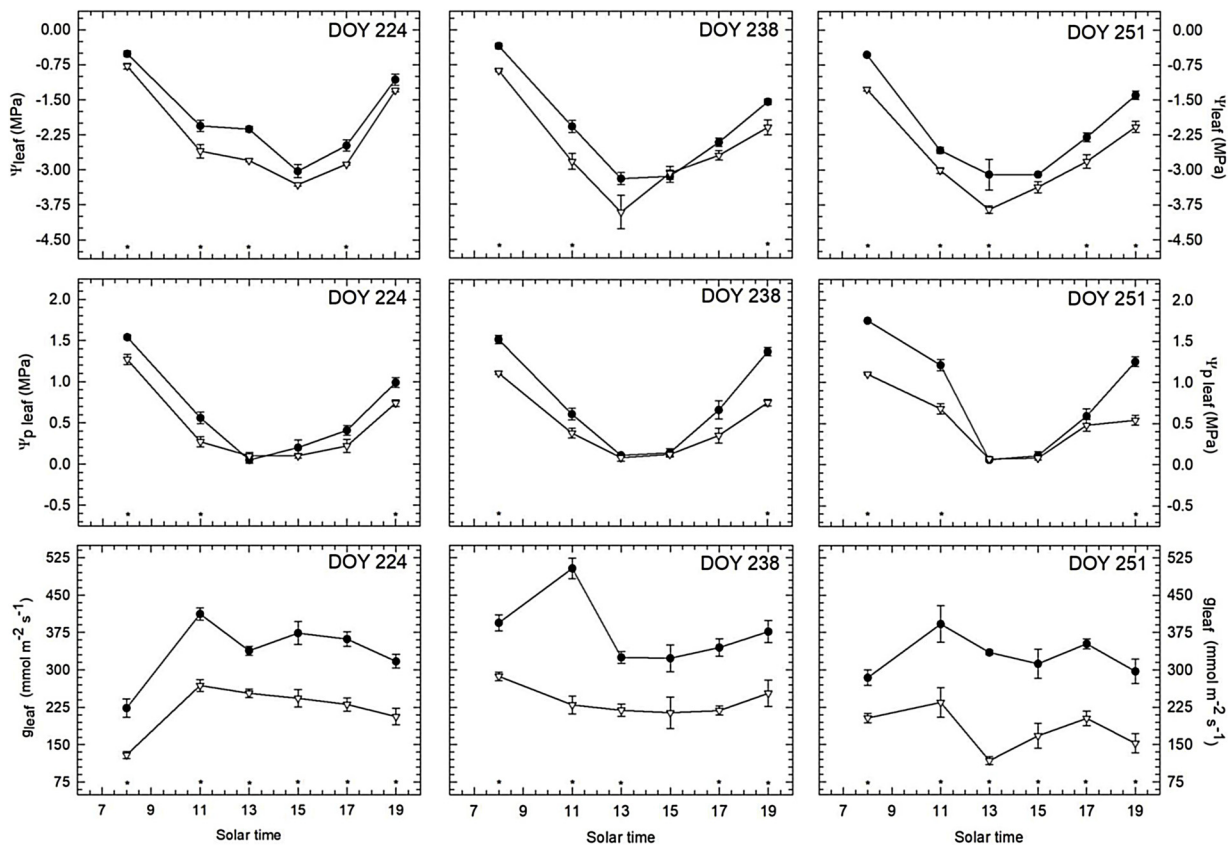 DOY 224
DOY 238
DOY 251
0.00
-0.75
-1.50
-2.25
-3.00
-3.75
-4.50
Ψleaf (MPa)
* * * *
* * *
* * * * *
0.00
-0.75
-1.50
-2.25
-3.00
-3.75
-4.50
Ψleaf (MPa)
DOY 224
DOY 238
DOY 251
2.0
1.5
1.0
0.5
0.0
-0.5
Ψp leaf (MPa)
* * *
* *
* * *
2.0
1.5
1.0
0.5
0.0
-0.5
Ψp leaf (MPa)
DOY 224
DOY 238
DOY 251
525
450
375
300
225
150
75
gleaf (mmol m-2 s-1)
* * * * * *
* * * * *
* * * * * *
525
450
375
300
225
150
75
gleaf (mmol m-2 s-1)
7 9 11 13 15 17 19
7 9 11 13 15 17 19
7 9 11 13 15 17 19
Solar time
Solar time
Solar time